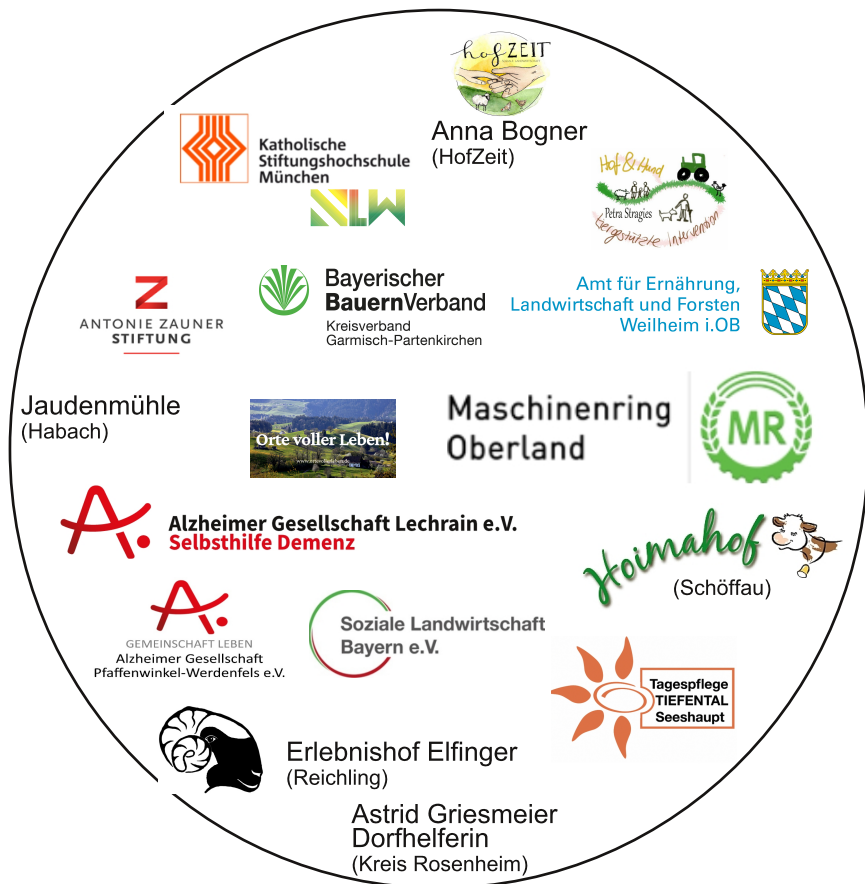 hofZEIT
Anna Bogner
(HofZeit)
Katholische
Stiftungshochschule
München
NLW
Hof & Hund
Petra Stragies
tiergestützte Intervention
Z
ANTONIE ZAUNER
STIFTUNG
Bayerischer
BauernVerband
Kreisverband
Garmisch-Partenkirchen
Amt für Ernährung,
Landwirtschaft und Forsten
Weilheim i.OB
Jaudenmühle
(Habach)
Orte voller Leben!
Maschinenring
Oberland
MR
A.
Alzheimer Gesellschaft Lechrain e.V.
Selbsthilfe Demenz
Hoimahof
(Schöffau)
A.
GEMEINSCHAFT LEBEN
Alzheimer Gesellschaft
Pfaffenwinkel-Werdenfels e.V.
Soziale Landwirtschaft
Bayern e.V.
Tagespflege
TIEFENTAL
Seeshaupt
Erlebnishof Elfinger
(Reichling)
Astrid Griesmeier
Dorfhelferin
(Kreis Rosenheim)